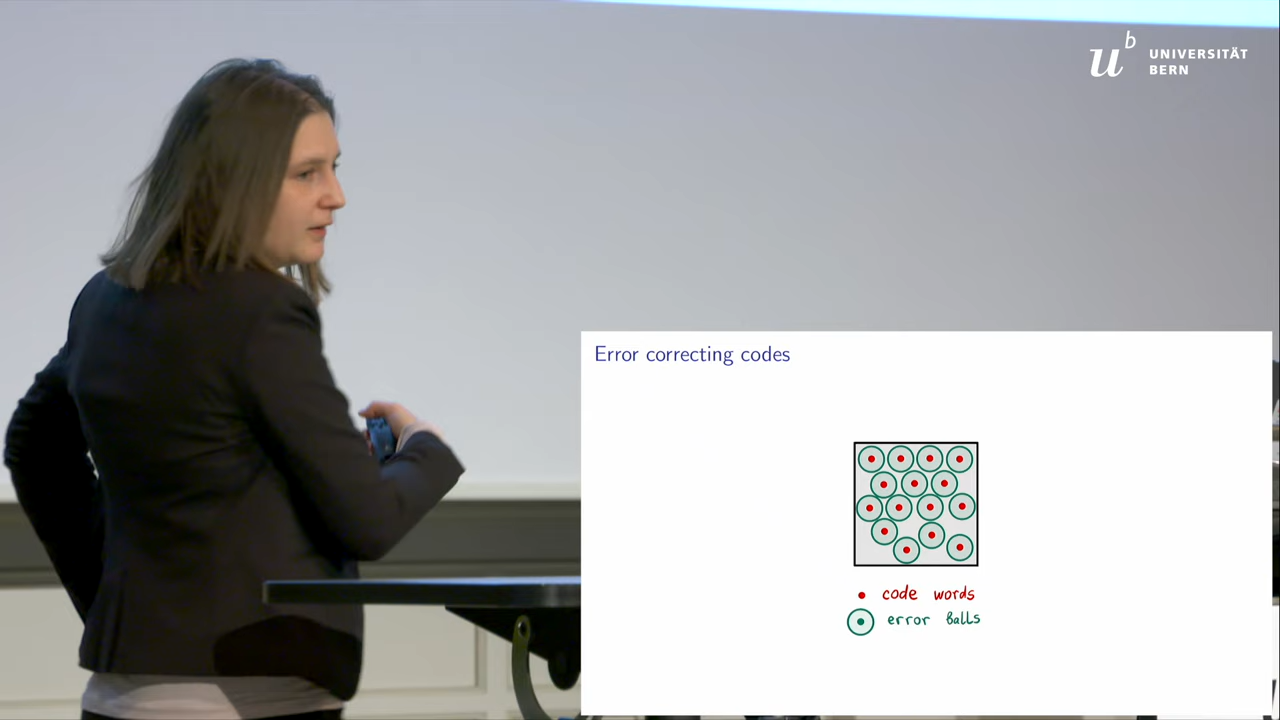 u
b
UNIVERSITÄT
BERN
Error correcting codes
code words
error Balls